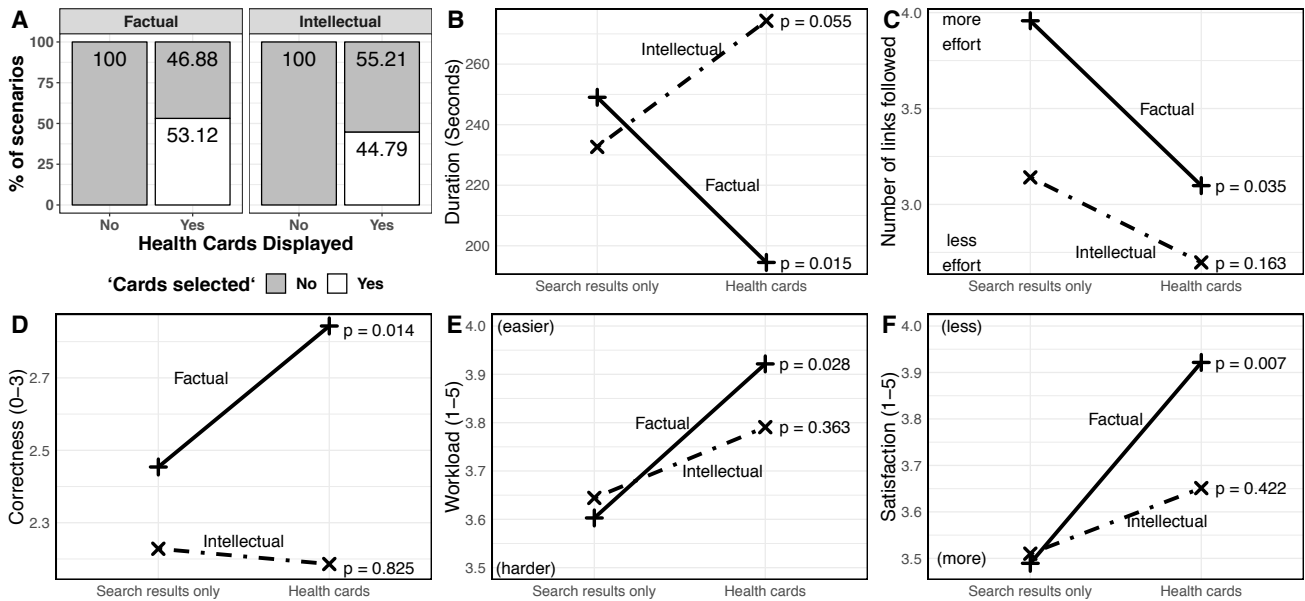 A
Factual
Intellectual
% of scenarios
100
75
50
25
0
100
46.88
53.12
100
55.21
44.79
No
Yes
No
Yes
Health Cards Displayed
‘Cards selected‘
No
Yes
B
Duration (Seconds)
260
240
220
200
Intellectual
p = 0.055
Factual
p = 0.015
Search results only
Health cards
C
Number of links followed
4.0
3.5
3.0
more
effort
Factual
p = 0.035
less
effort
Intellectual
p = 0.163
Search results only
Health cards
D
Correctness (0−3)
2.7
2.5
2.3
Factual
p = 0.014
Intellectual
p = 0.825
Search results only
Health cards
E
Workload (1−5)
4.0
3.9
3.8
3.7
3.6
3.5
(easier)
p = 0.028
Factual
p = 0.363
Intellectual
(harder)
Search results only
Health cards
F
Satisfaction (1−5)
4.0
3.9
3.8
3.7
3.6
3.5
(less)
p = 0.007
Factual
p = 0.422
Intellectual
(more)
Search results only
Health cards